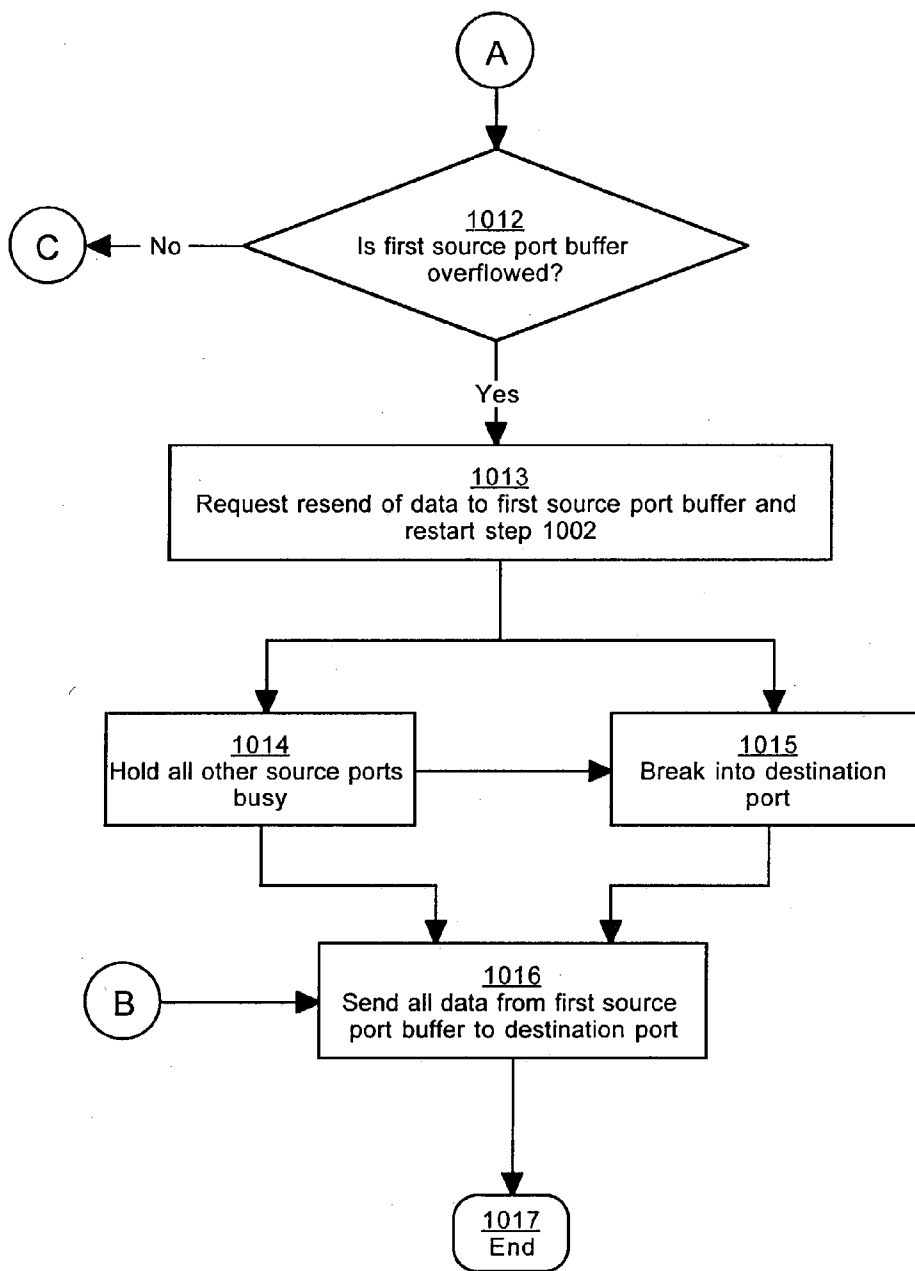 A
1012
Is first source port buffer
overflowed?
C
No
Yes
1013
Request resend of data to first source port buffer and
restart step 1002
1014
Hold all other source ports
busy
1015
Break into destination
port
B
1016
Send all data from first source
port buffer to destination port
1017
End